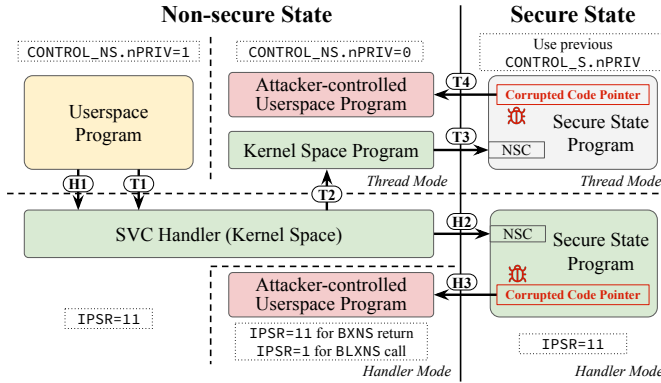 Non-secure State
Secure State
CONTROL_NS.nPRIV=1
CONTROL_NS.nPRIV=0
Use previous
CONTROL_S.nPRIV
Userspace
Program
Attacker-controlled
Userspace Program
T4
Corrupted Code Pointer
Secure State
Program
Kernel Space Program
T3
NSC
Thread Mode
Thread Mode
H1
T1
T2
SVC Handler (Kernel Space)
H2
NSC
Secure State
Program
Attacker-controlled
Userspace Program
H3
Corrupted Code Pointer
IPSR=11
IPSR=11 for BXNS return
IPSR=1 for BLXNS call
IPSR=11
Handler Mode
Handler Mode